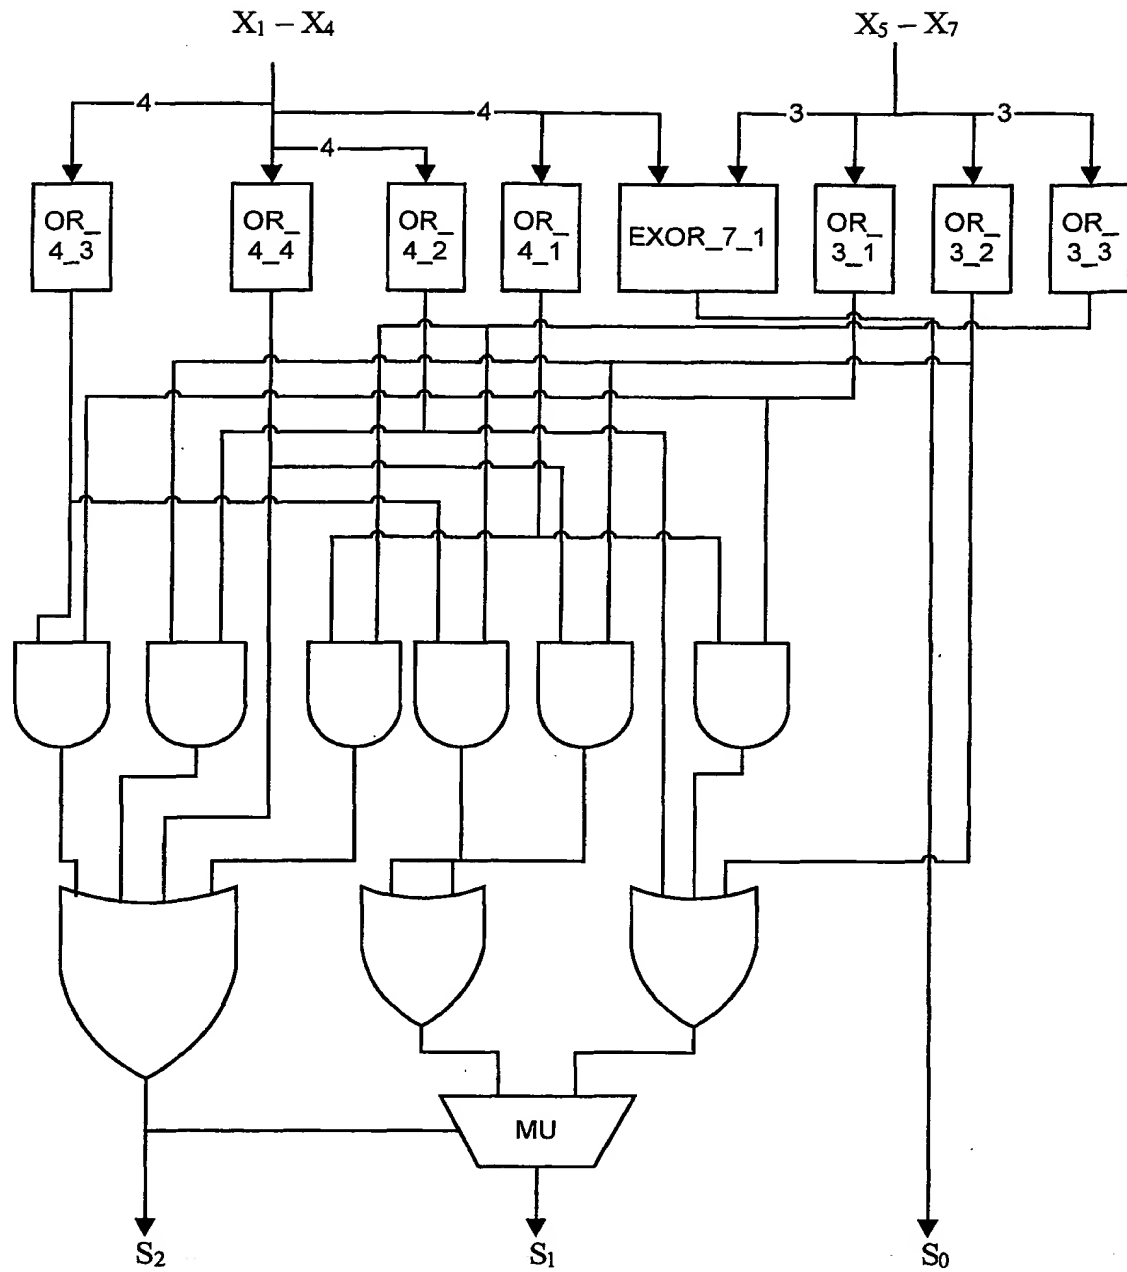 X₁ – X₄
X₅ – X₇
4
4
3
3
4
OR_
4_3
OR_
4_4
OR_
4_2
OR_
4_1
EXOR_7_1
OR_
3_1
OR_
3_2
OR_
3_3
MU
S₂
S₁
S₀